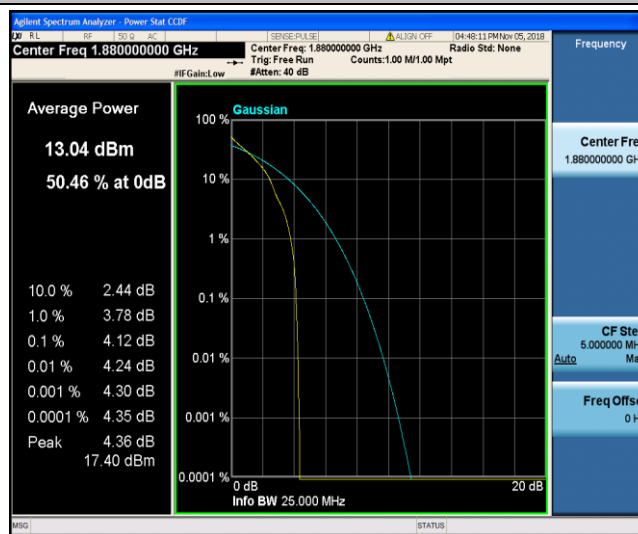 Agilent Spectrum Analyzer - Power Stat CCDF
RL RF 50 Ω AC SENSE:PULSE ALIGN OFF 04:48:11 PM Nov 05, 2018
Center Freq 1.880000000 GHz
Center Freq: 1.880000000 GHz Radio Std: None
Trig: Free Run Counts:1.00 M/1.00 Mpt
#IFGain:Low #Atten: 40 dB
Frequency
Average Power
13.04 dBm
50.46 % at 0dB
10.0 % 2.44 dB
1.0 % 3.78 dB
0.1 % 4.12 dB
0.01 % 4.24 dB
0.001 % 4.30 dB
0.0001 % 4.35 dB
Peak 4.36 dB
17.40 dBm
Gaussian
100 %
10 %
1 %
0.1 %
0.01 %
0.001 %
0.0001 %
0 dB 20 dB
Info BW 25.000 MHz
Center Fre
1.880000000 GH
CF Ste
5.000000 MH
Auto Ma
Freq Offse
0 H
MSG STATUS